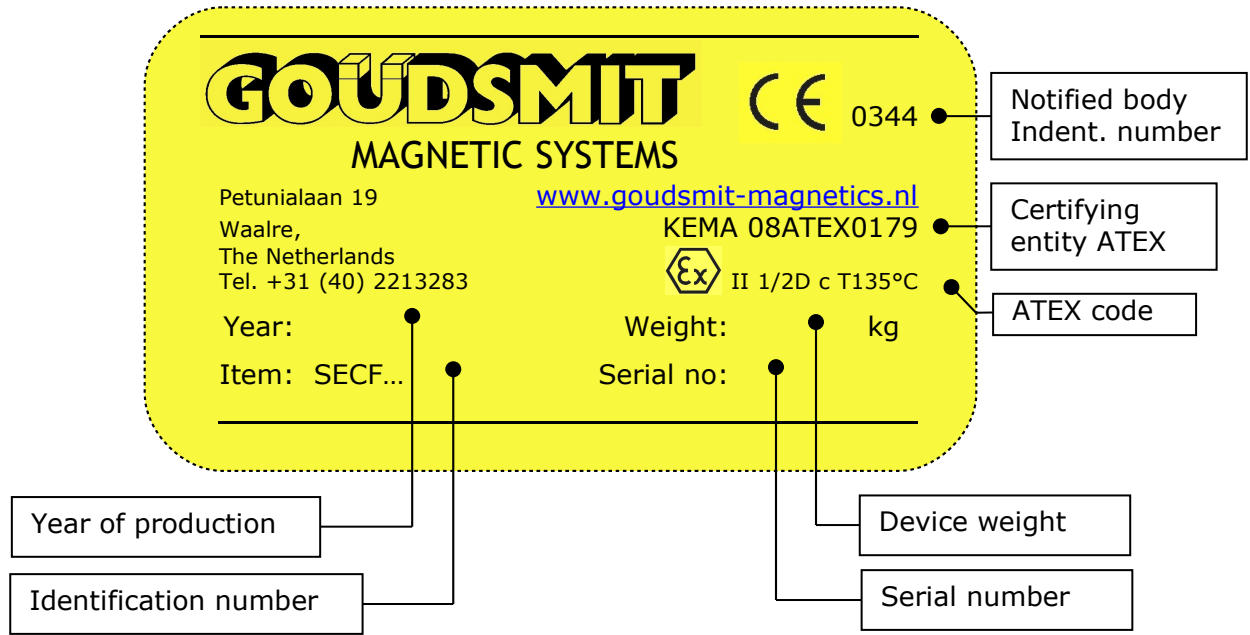 GOUDSMIT
MAGNETIC SYSTEMS
CE 0344
Notified body
Indent. number
Petunialaan 19
www.goudsmit-magnetics.nl
Waalre,
KEMA 08ATEX0179
Certifying
entity ATEX
The Netherlands
Tel. +31 (40) 2213283
Ex II 1/2D c T135°C
ATEX code
Year:
Weight: kg
Item: SECF…
Serial no:
Year of production
Device weight
Identification number
Serial number